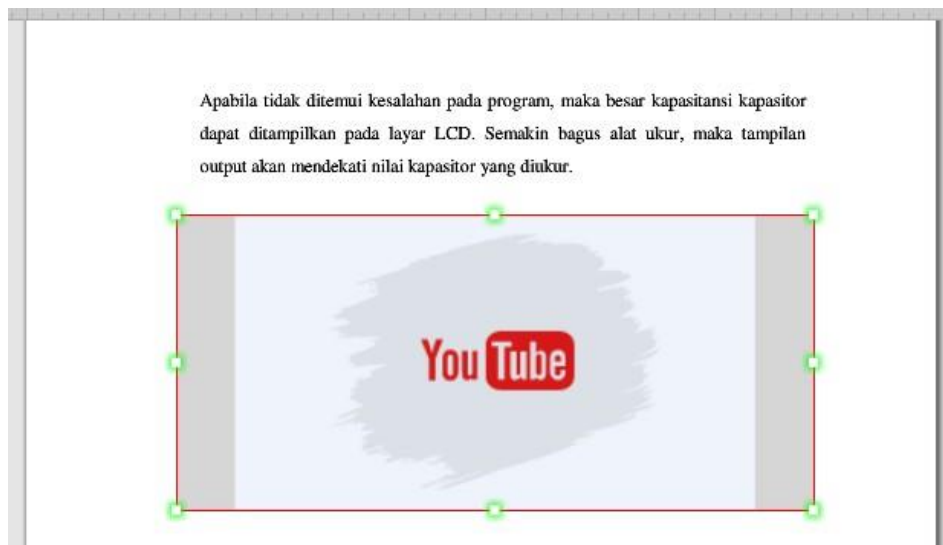 Apabila tidak ditemui kesalahan pada program, maka besar kapasitansi kapasitor
dapat ditampilkan pada layar LCD. Semakin bagus alat ukur, maka tampilan
output akan mendekati nilai kapasitor yang diukur.
YouTube